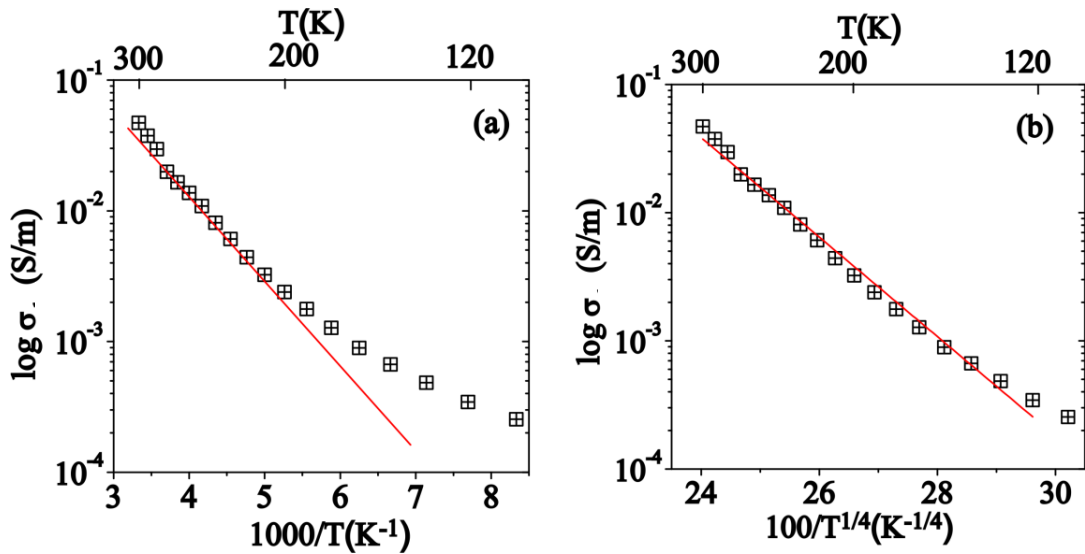 T(K)
300 200 120
10⁻¹
(a)
10⁻²
10⁻³
10⁻⁴
log σ (S/m)
3 4 5 6 7 8
1000/T(K⁻¹)
T(K)
300 200 120
10⁻¹
(b)
10⁻²
10⁻³
10⁻⁴
log σ (S/m)
24 26 28 30
100/T¹/⁴(K⁻¹/⁴)